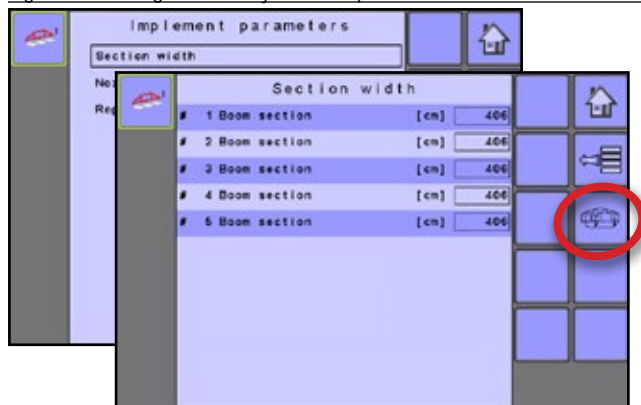 Implement parameters
Section width
Section width
# 1 Boom section [cm] 406
# 2 Boom section [cm] 406
# 3 Boom section [cm] 406
# 4 Boom section [cm] 406
# 5 Boom section [cm] 406